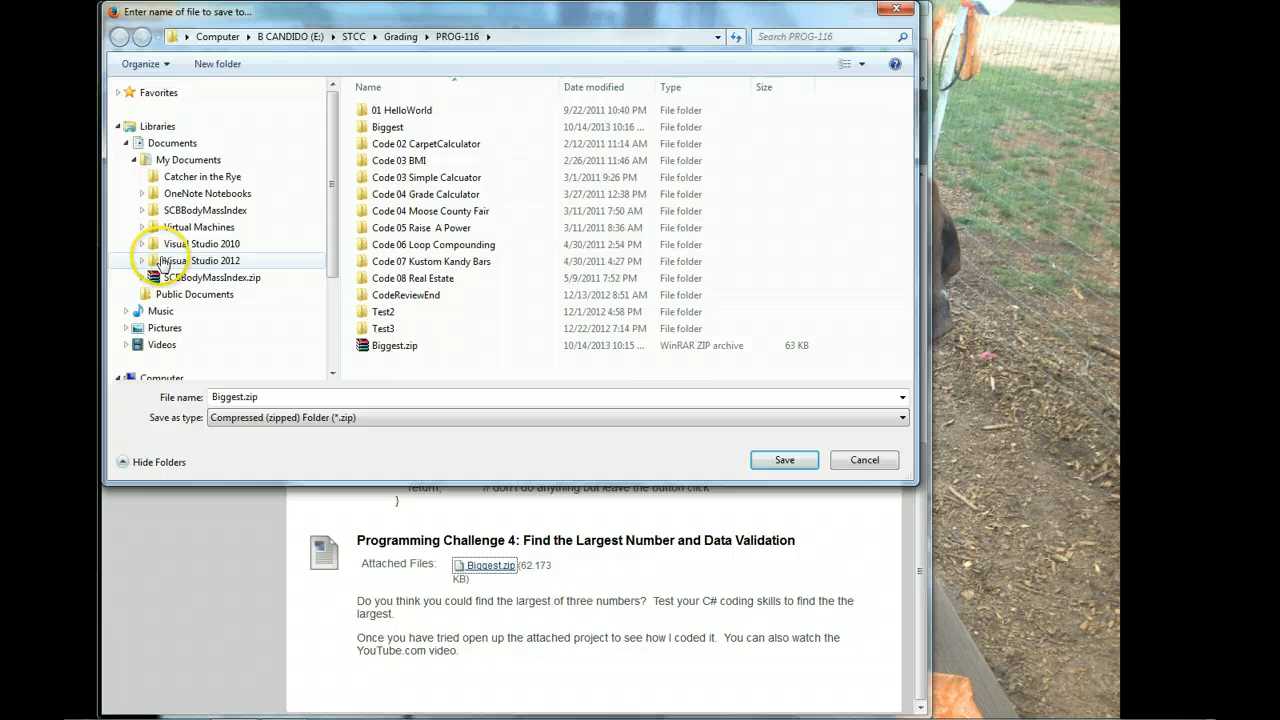 Enter name of file to save to...
Computer B CANDIDO (E:) STCC Grading PROG-116 Search PROG-116
Organize New folder
Name Date modified Type Size
Favorites
Libraries
Documents
My Documents
Catcher in the Rye
OneNote Notebooks
SCBBodyMassIndex
Virtual Machines
Visual Studio 2010
Visual Studio 2012
SCBBodyMassIndex.zip
Public Documents
Music
Pictures
Videos
Computer
01 HelloWorld 9/22/2011 10:40 PM File folder
Biggest 10/14/2013 10:16 ... File folder
Code 02 CarpetCalculator 2/12/2011 11:14 AM File folder
Code 03 BMI 2/26/2011 11:46 AM File folder
Code 03 Simple Calcuator 3/1/2011 9:26 PM File folder
Code 04 Grade Calculator 3/27/2011 12:38 PM File folder
Code 04 Moose County Fair 3/11/2011 7:50 AM File folder
Code 05 Raise A Power 3/11/2011 8:36 AM File folder
Code 06 Loop Compounding 4/30/2011 2:54 PM File folder
Code 07 Kustom Kandy Bars 4/30/2011 4:27 PM File folder
Code 08 Real Estate 5/9/2011 7:52 PM File folder
CodeReviewEnd 12/13/2012 8:51 AM File folder
Test2 12/1/2012 4:58 PM File folder
Test3 12/22/2012 7:14 PM File folder
Biggest.zip 10/14/2013 10:15 ... WinRAR ZIP archive 63 KB
File name: Biggest.zip
Save as type: Compressed (zipped) Folder (*.zip)
Hide Folders Save Cancel
return; // don't do anything but leave the button click
}
Programming Challenge 4: Find the Largest Number and Data Validation
Attached Files: Biggest.zip (62.173
KB)
Do you think you could find the largest of three numbers? Test your C# coding skills to find the the
largest.
Once you have tried open up the attached project to see how I coded it. You can also watch the
YouTube.com video.